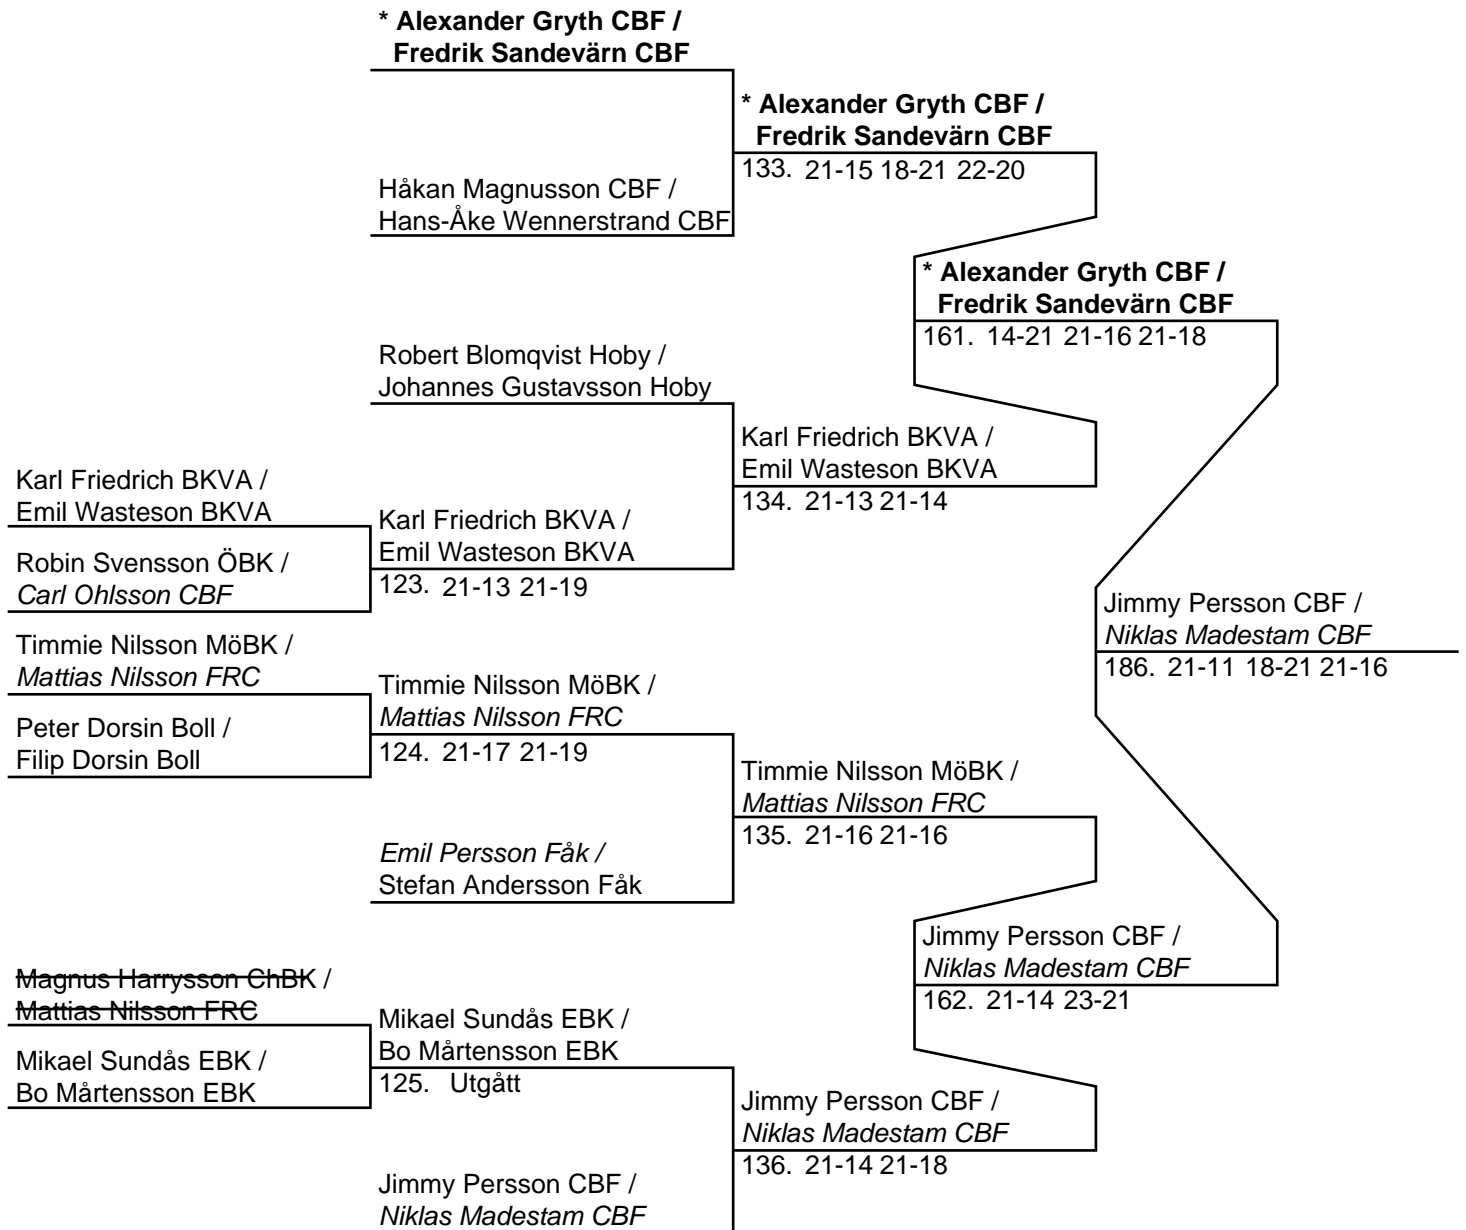 * Alexander Gryth CBF /
Fredrik Sandevärn CBF
* Alexander Gryth CBF /
Fredrik Sandevärn CBF
133. 21-15 18-21 22-20
Håkan Magnusson CBF /
Hans-Åke Wennerstrand CBF
* Alexander Gryth CBF /
Fredrik Sandevärn CBF
161. 14-21 21-16 21-18
Robert Blomqvist Hoby /
Johannes Gustavsson Hoby
Karl Friedrich BKVA /
Emil Wasteson BKVA
134. 21-13 21-14
Karl Friedrich BKVA /
Emil Wasteson BKVA
Karl Friedrich BKVA /
Emil Wasteson BKVA
123. 21-13 21-19
Robin Svensson ÖBK /
Carl Ohlsson CBF
Jimmy Persson CBF /
Niklas Madestam CBF
186. 21-11 18-21 21-16
Timmie Nilsson MöBK /
Mattias Nilsson FRC
Timmie Nilsson MöBK /
Mattias Nilsson FRC
124. 21-17 21-19
Peter Dorsin Boll /
Filip Dorsin Boll
Timmie Nilsson MöBK /
Mattias Nilsson FRC
135. 21-16 21-16
Emil Persson Fåk /
Stefan Andersson Fåk
Jimmy Persson CBF /
Niklas Madestam CBF
162. 21-14 23-21
Magnus Harrysson ChBK /
Mattias Nilsson FRC
Mikael Sundås EBK /
Bo Mårtensson EBK
125. Utgått
Mikael Sundås EBK /
Bo Mårtensson EBK
Jimmy Persson CBF /
Niklas Madestam CBF
136. 21-14 21-18
Jimmy Persson CBF /
Niklas Madestam CBF